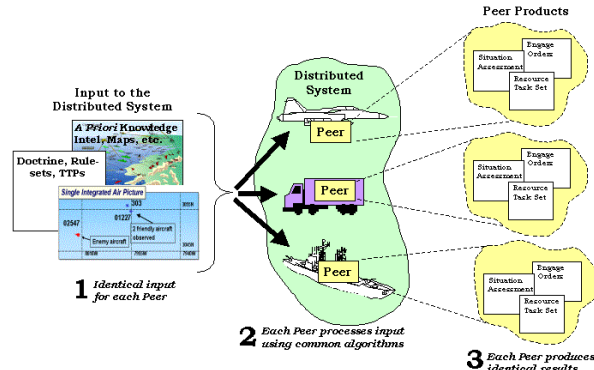 Peer Products
Input to the
Distributed System
A Priori Knowledge
Intel, Maps, etc.
Doctrine, Rule-
sets, TTPs
Single Integrated Air Picture
303
01227
02547
2 friendly aircraft
observed
Enemy aircraft
1 Identical input
for each Peer
Distributed
System
Peer
Peer
Peer
2 Each Peer processes input
using common algorithms
Situation
Assessment
Engage
Orders
Resource
Task Set
Situation
Assessment
Engage
Orders
Resource
Task Set
Situation
Assessment
Engage
Orders
Resource
Task Set
3 Each Peer produces
identical results